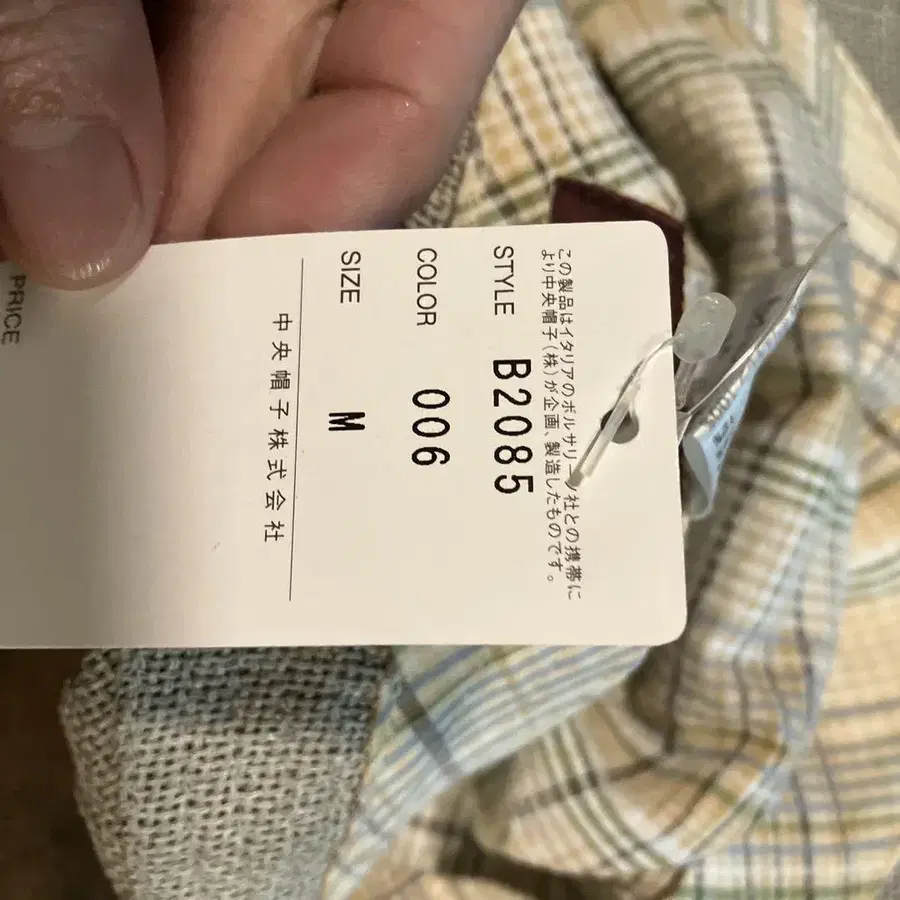 この製品はイタリアのボルサリーノ社との携帯に
より中央帽子(株)が企画、製造したものです。
STYLE B2085
COLOR 006
SIZE M
中央帽子株式会社
PRICE